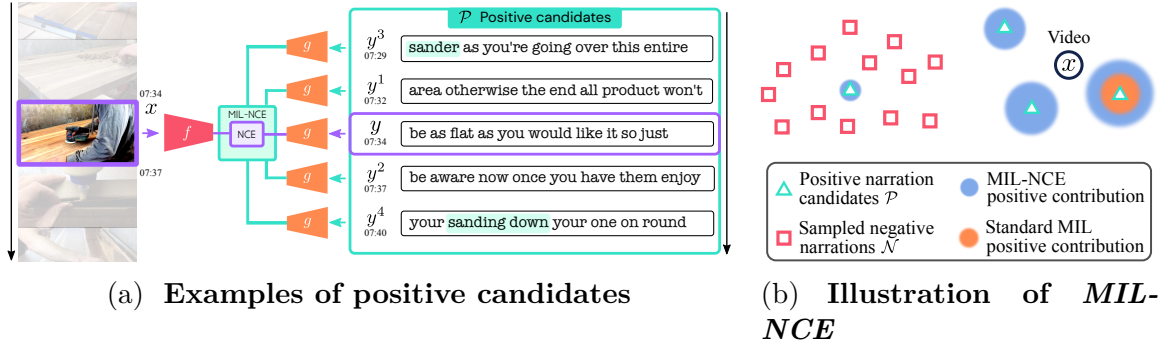 𝒫 Positive candidates
y³ 07:29 g sander as you're going over this entire
07:34 x
y¹ 07:32 g area otherwise the end all product won't
MIL-NCE
NCE
f g y 07:34 be as flat as you would like it so just
07:37
y² 07:37 g be aware now once you have them enjoy
y⁴ 07:40 g your sanding down your one on round
(a) Examples of positive candidates
Video
x
Positive narration candidates 𝒫
MIL-NCE positive contribution
Sampled negative narrations 𝒩
Standard MIL positive contribution
(b) Illustration of MIL-
NCE